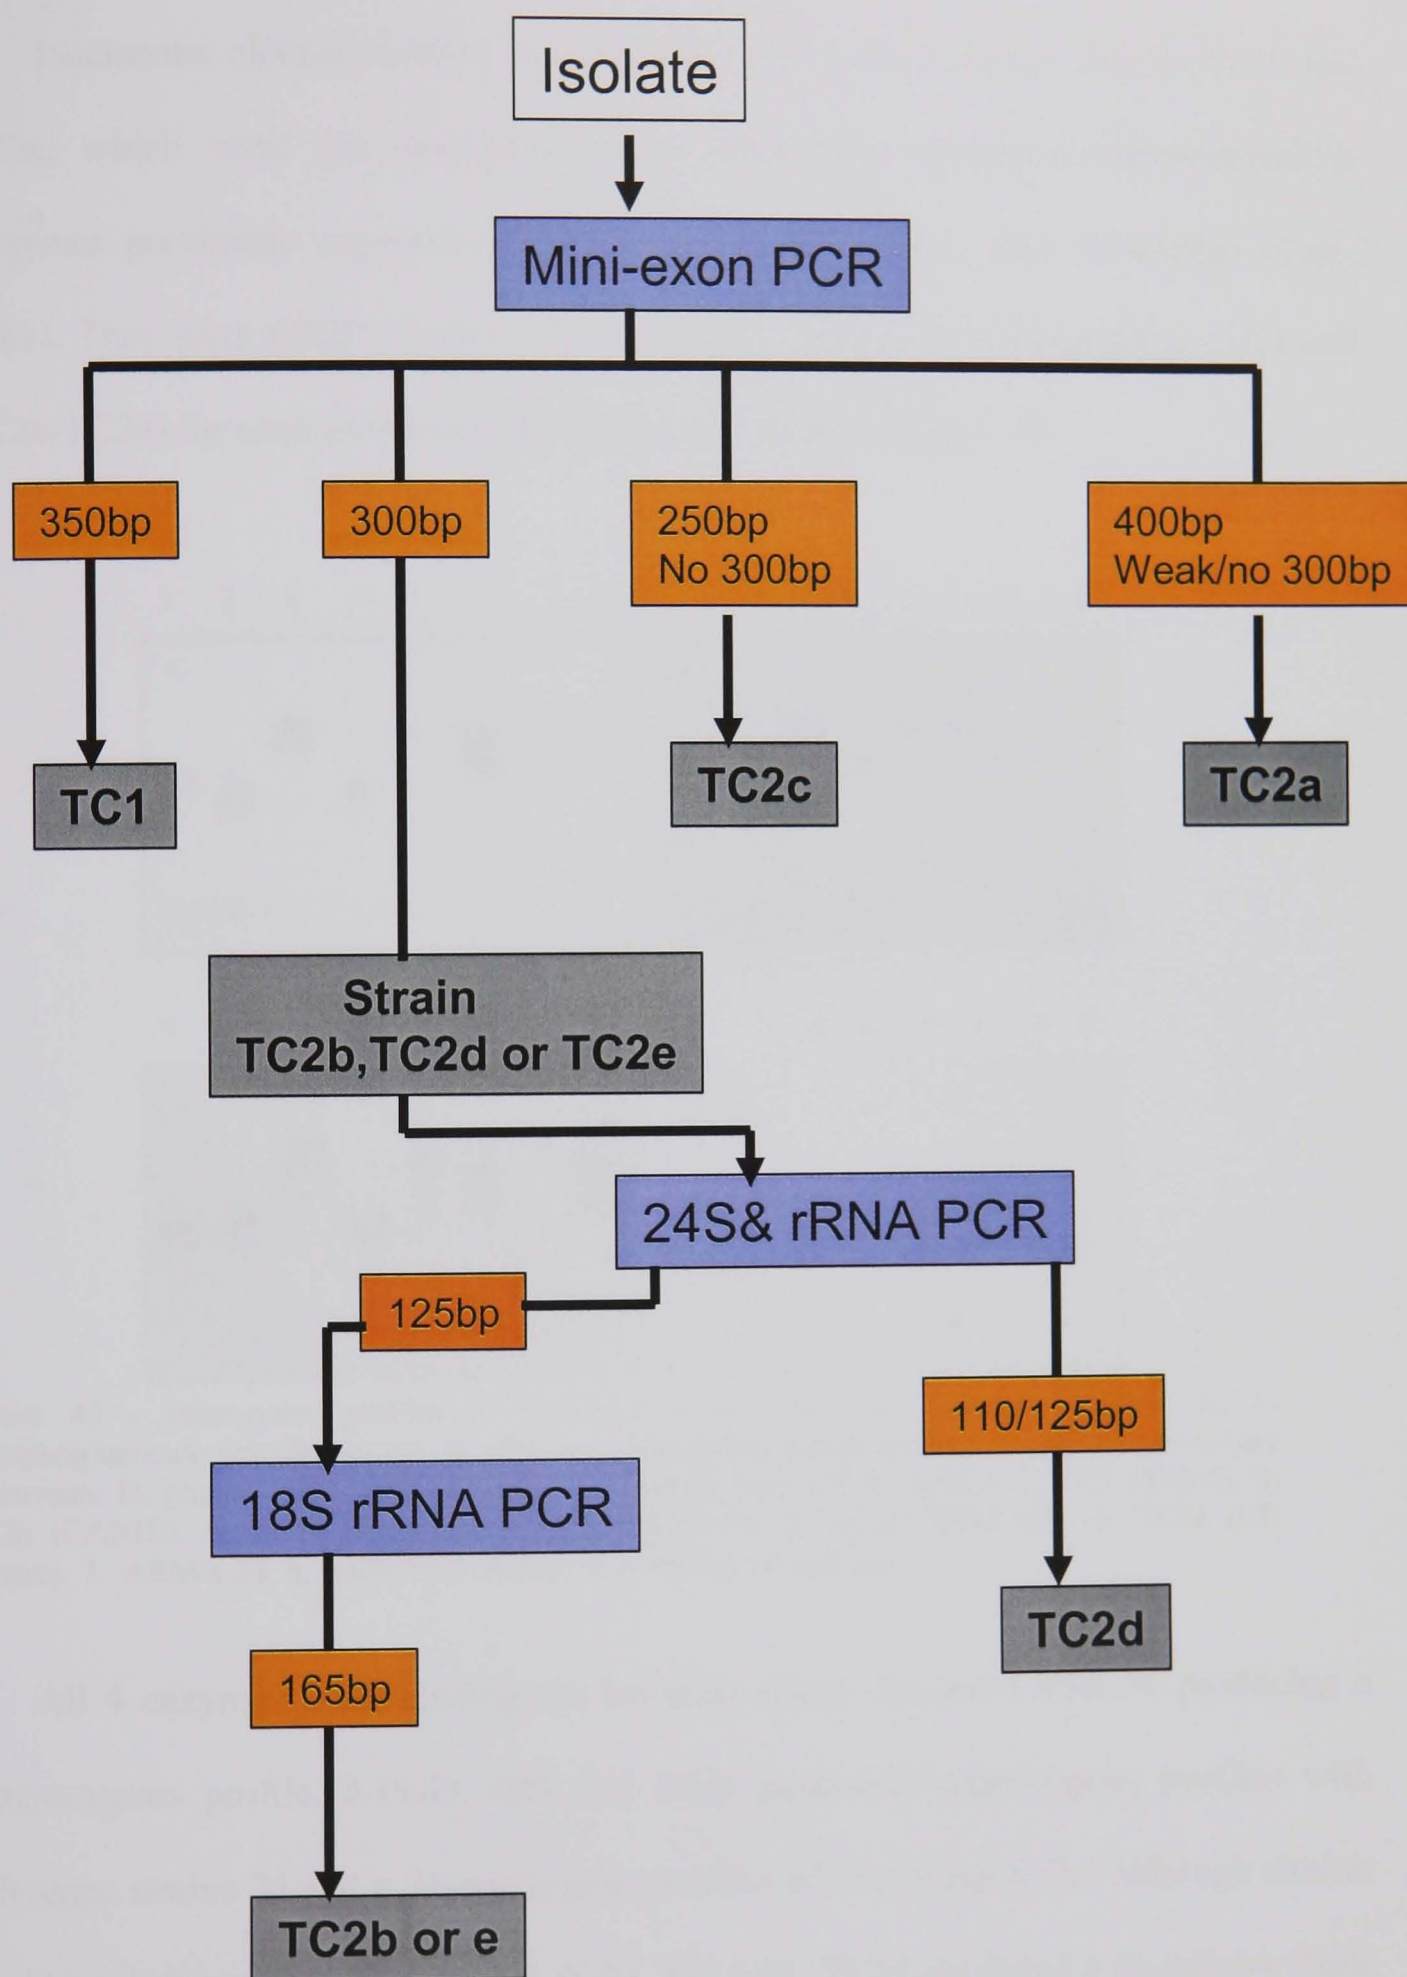 Isolate
Mini-exon PCR
350bp
300bp
250bp
No 300bp
400bp
Weak/no 300bp
TC1
TC2c
TC2a
Strain
TC2b,TC2d or TC2e
24S& rRNA PCR
125bp
110/125bp
18S rRNA PCR
TC2d
165bp
TC2b or e